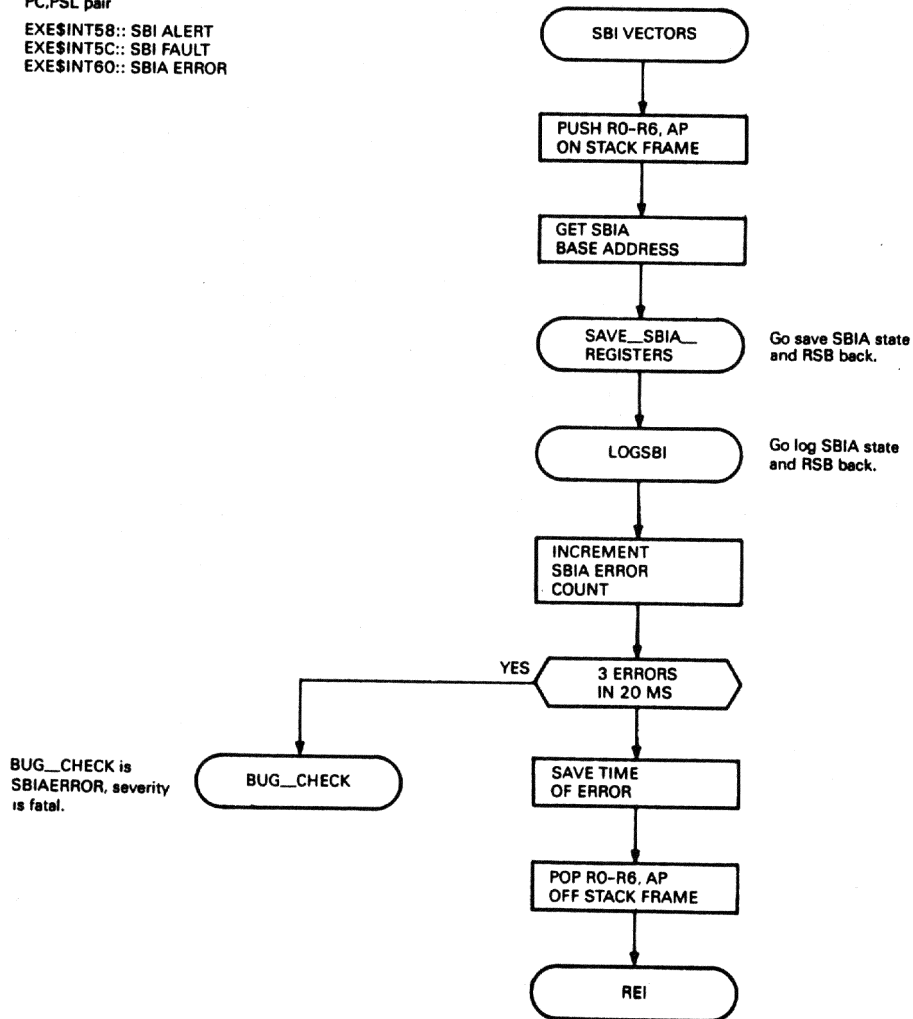 PC,PSL pair
EXE$INT58:: SBI ALERT
EXE$INT5C:: SBI FAULT
EXE$INT60:: SBIA ERROR
SBI VECTORS
PUSH R0-R6, AP
ON STACK FRAME
GET SBIA
BASE ADDRESS
SAVE__SBIA__
REGISTERS
Go save SBIA state
and RSB back.
LOGSBI
Go log SBIA state
and RSB back.
INCREMENT
SBIA ERROR
COUNT
YES
3 ERRORS
IN 20 MS
BUG__CHECK is
SBIAERROR, severity
is fatal.
BUG__CHECK
SAVE TIME
OF ERROR
POP R0-R6, AP
OFF STACK FRAME
REI